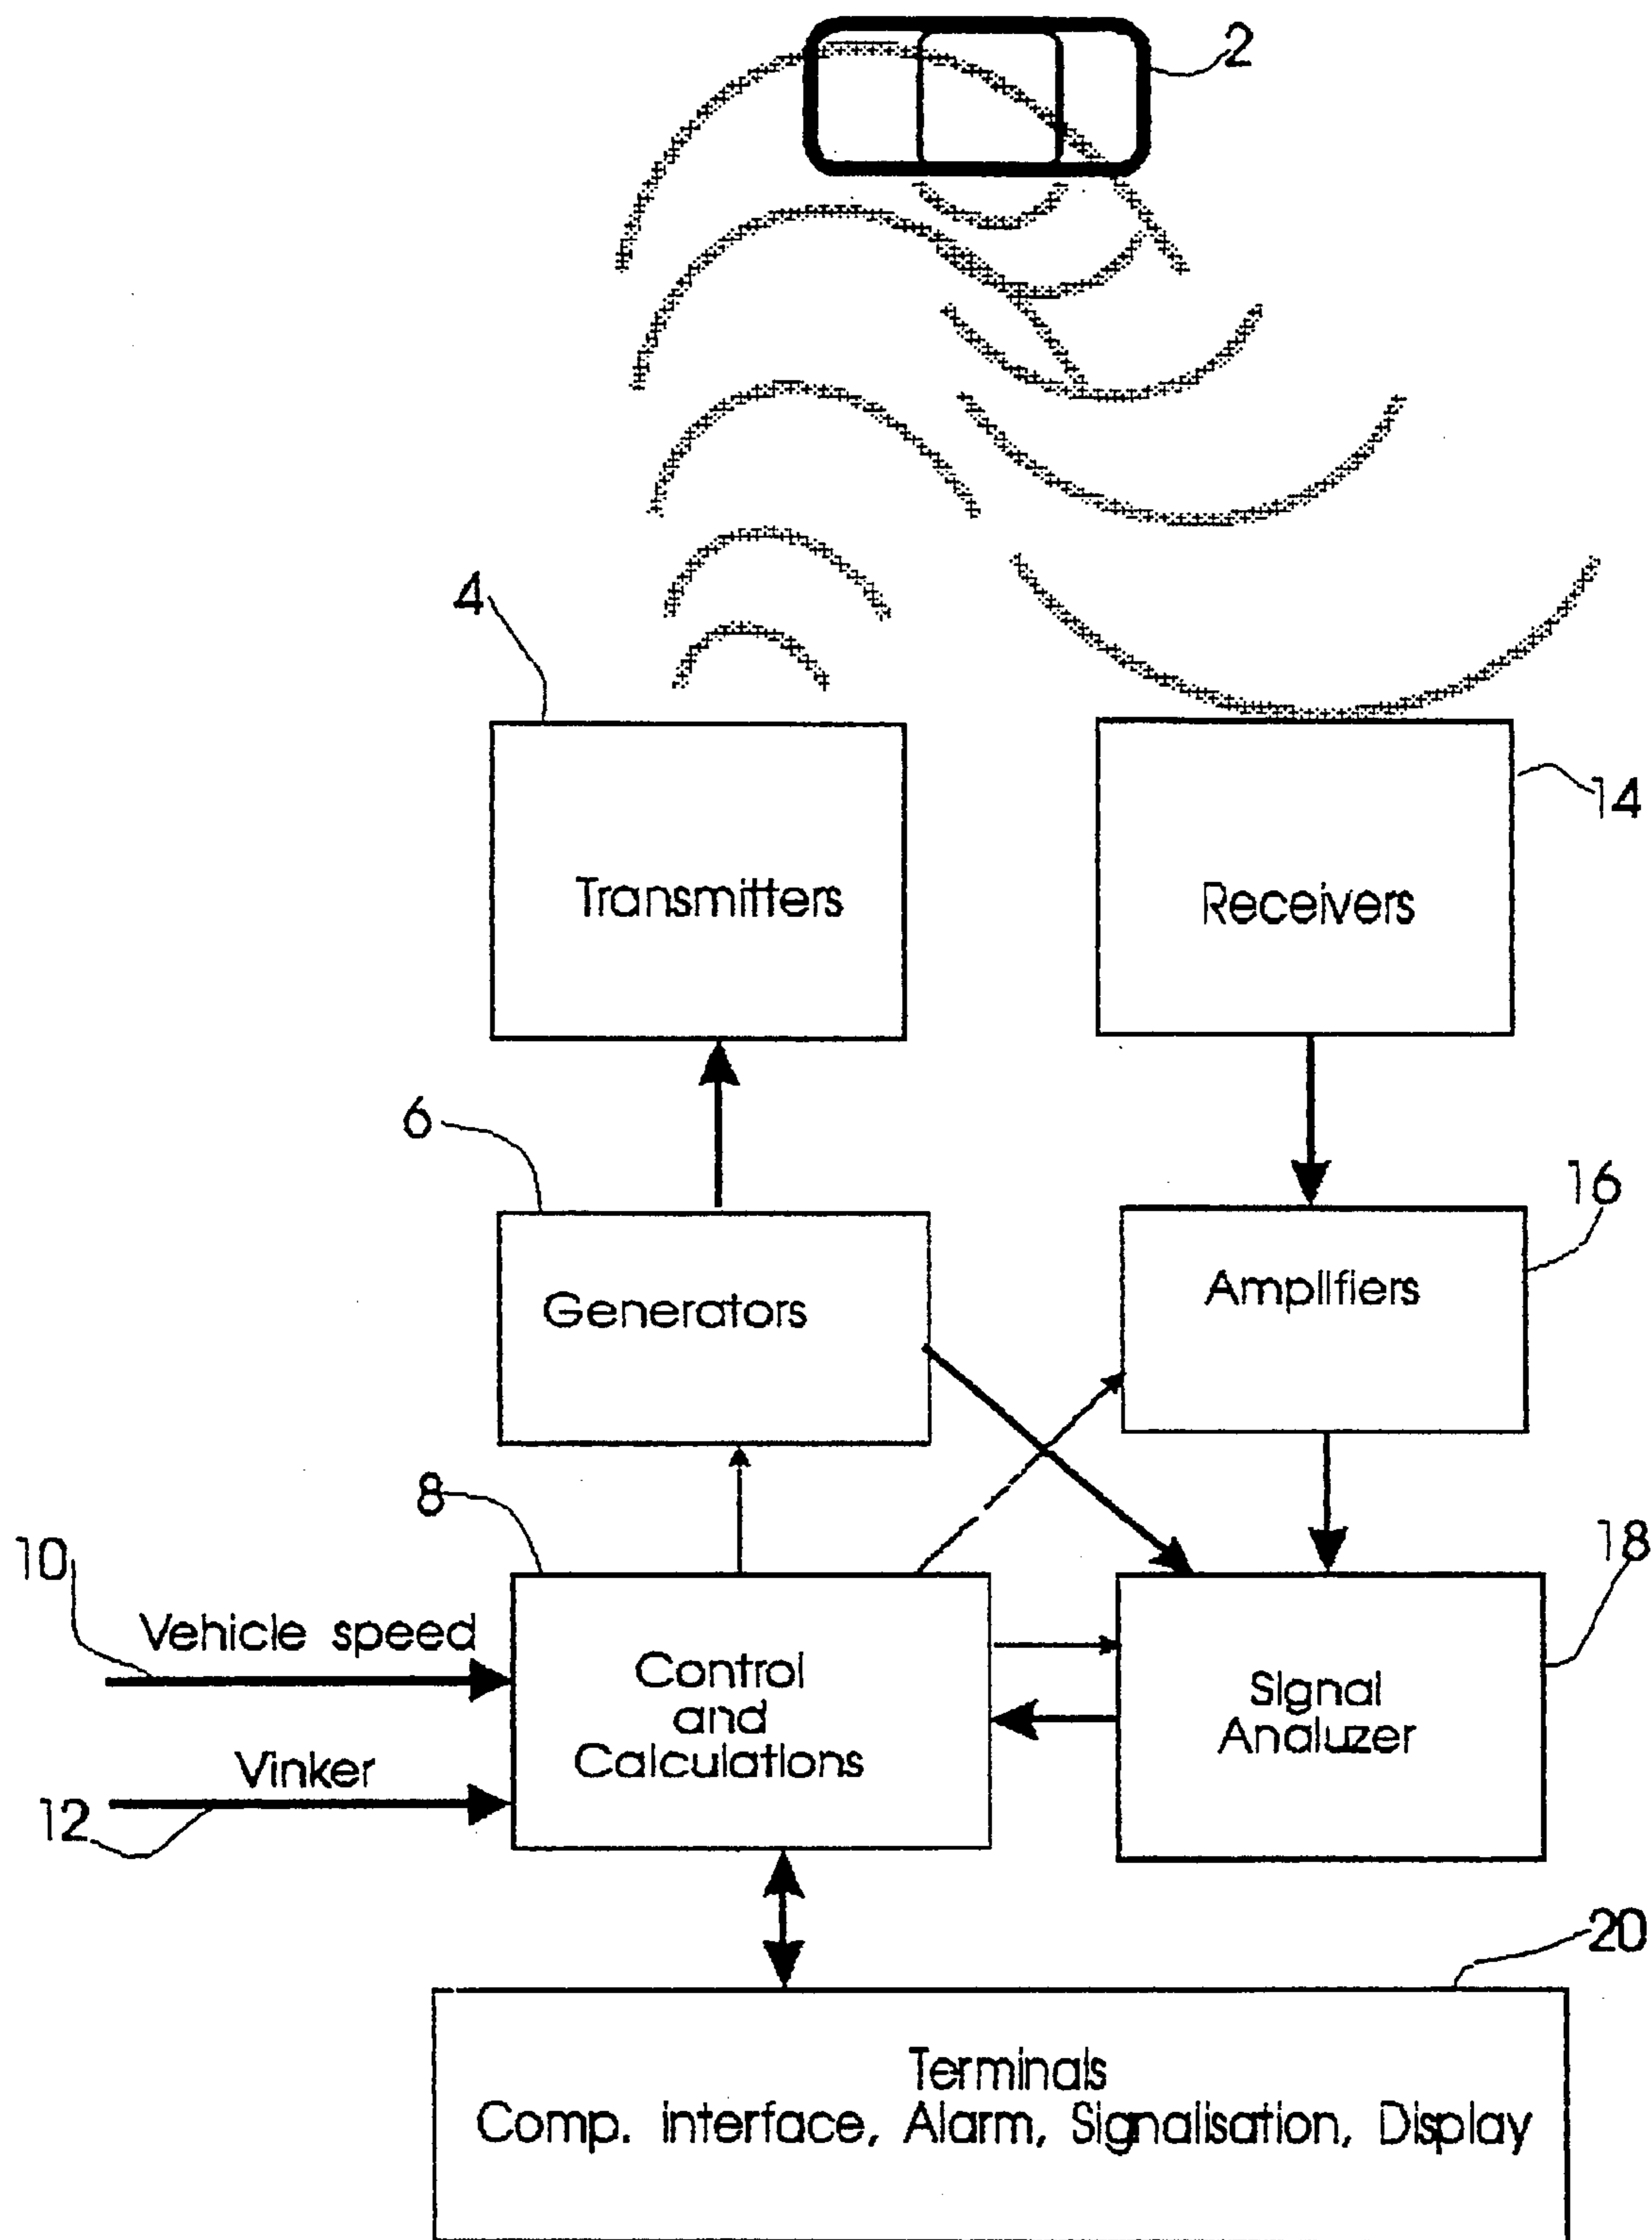 2
4
14
Transmitters
Receivers
6
16
Generators
Amplifiers
8
18
10
Vehicle speed
Control
and
Calculations
Signal
Analuzer
Vinker
12
20
Terminals
Comp. interface, Alarm, Signalisation, Display